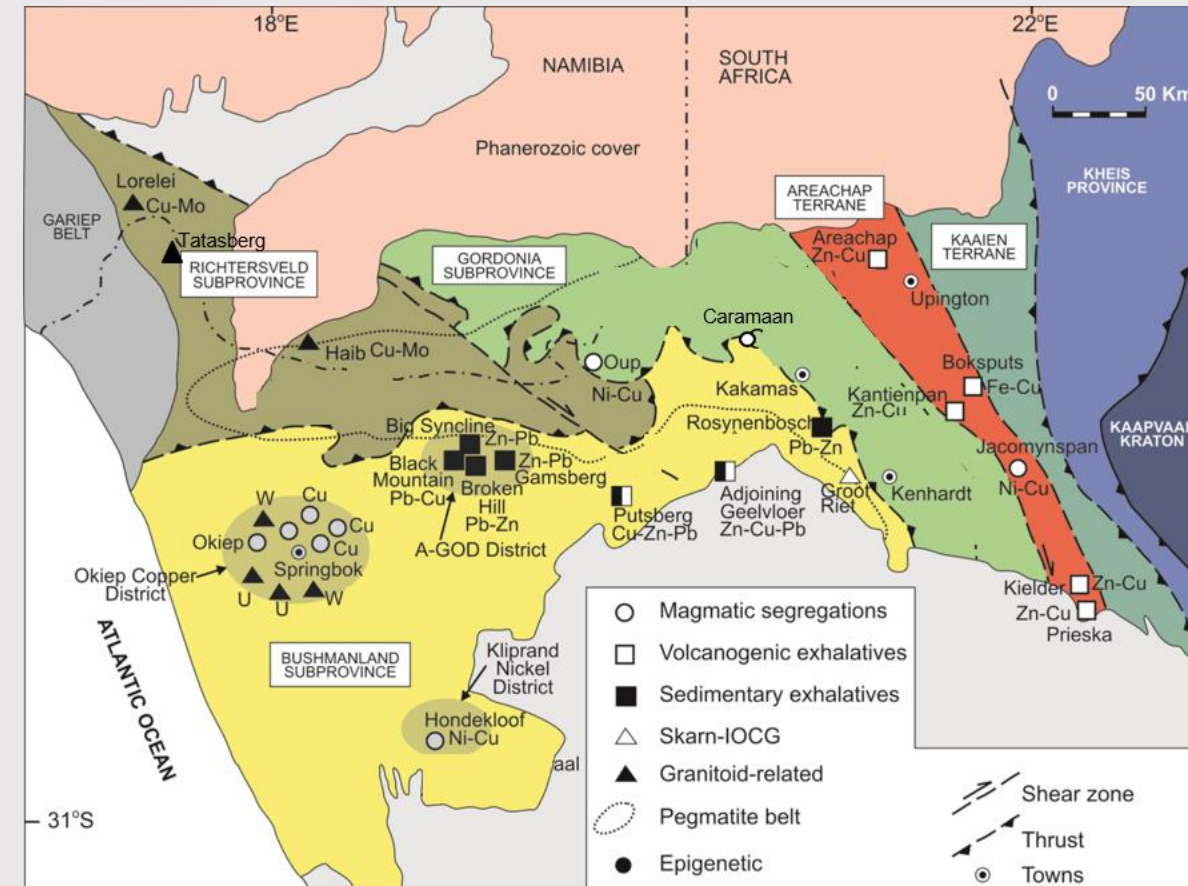 18°E
22°E
NAMIBIA
SOUTH
AFRICA
0 50 Km
Phanerozoic cover
KHEIS
PROVINCE
Lorelei
Cu-Mo
GARIEP
BELT
Tatasberg
RICHTERSVELD
SUBPROVINCE
GORDONIA
SUBPROVINCE
AREACHAP
TERRANE
Areachap
Zn-Cu
KAAIEN
TERRANE
Upington
Caramaan
Haib Cu-Mo
Oup
Ni-Cu
Kakamas
Boksputs
Fe-Cu
Kantienpan
Zn-Cu
KAAPVAAL
KRATON
Rosynenbosch
Pb-Zn
Big Syncline
Zn-Pb
Black
Mountain
Pb-Cu
Zn-Pb
Gamsberg
Broken
Hill
Pb-Zn
A-GOD District
Jacomynspan
Ni-Cu
Putsberg
Cu-Zn-Pb
Adjoining
Geelvloer
Zn-Cu-Pb
Groot
Rief
Kenhardt
W
Cu
Cu
Okiep
Cu
Springbok
Okiep Copper
District
U
U
W
Kielder
Zn-Cu
Zn-Cu
Prieska
ATLANTIC OCEAN
BUSHMANLAND
SUBPROVINCE
Kliprand
Nickel
District
Hondekloof
Ni-Cu
aal
31°S
Magmatic segregations
Volcanogenic exhalatives
Sedimentary exhalatives
Skarn-IOCG
Granitoid-related
Pegmatite belt
Epigenetic
Shear zone
Thrust
Towns